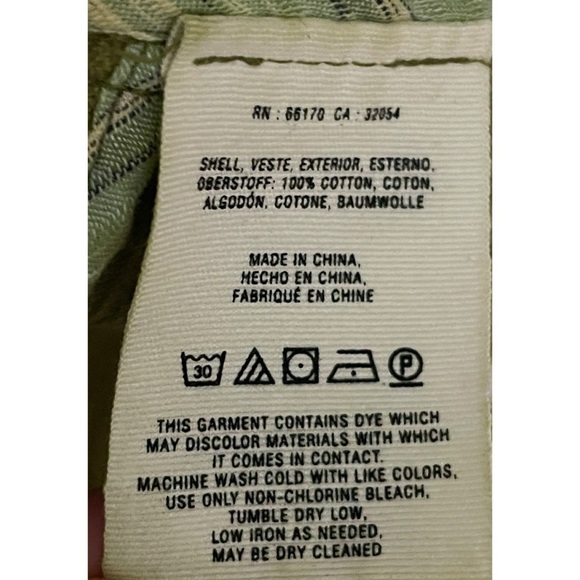 RN : 66170 CA : 32054
SHELL, VESTE, EXTERIOR, ESTERNO,
OBERSTOFF: 100% COTTON, COTON,
ALGODÓN, COTONE, BAUMWOLLE
MADE IN CHINA,
HECHO EN CHINA,
FABRIQUÉ EN CHINE
30 P
THIS GARMENT CONTAINS DYE WHICH
MAY DISCOLOR MATERIALS WITH WHICH
IT COMES IN CONTACT.
MACHINE WASH COLD WITH LIKE COLORS,
USE ONLY NON-CHLORINE BLEACH,
TUMBLE DRY LOW,
LOW IRON AS NEEDED,
MAY BE DRY CLEANED